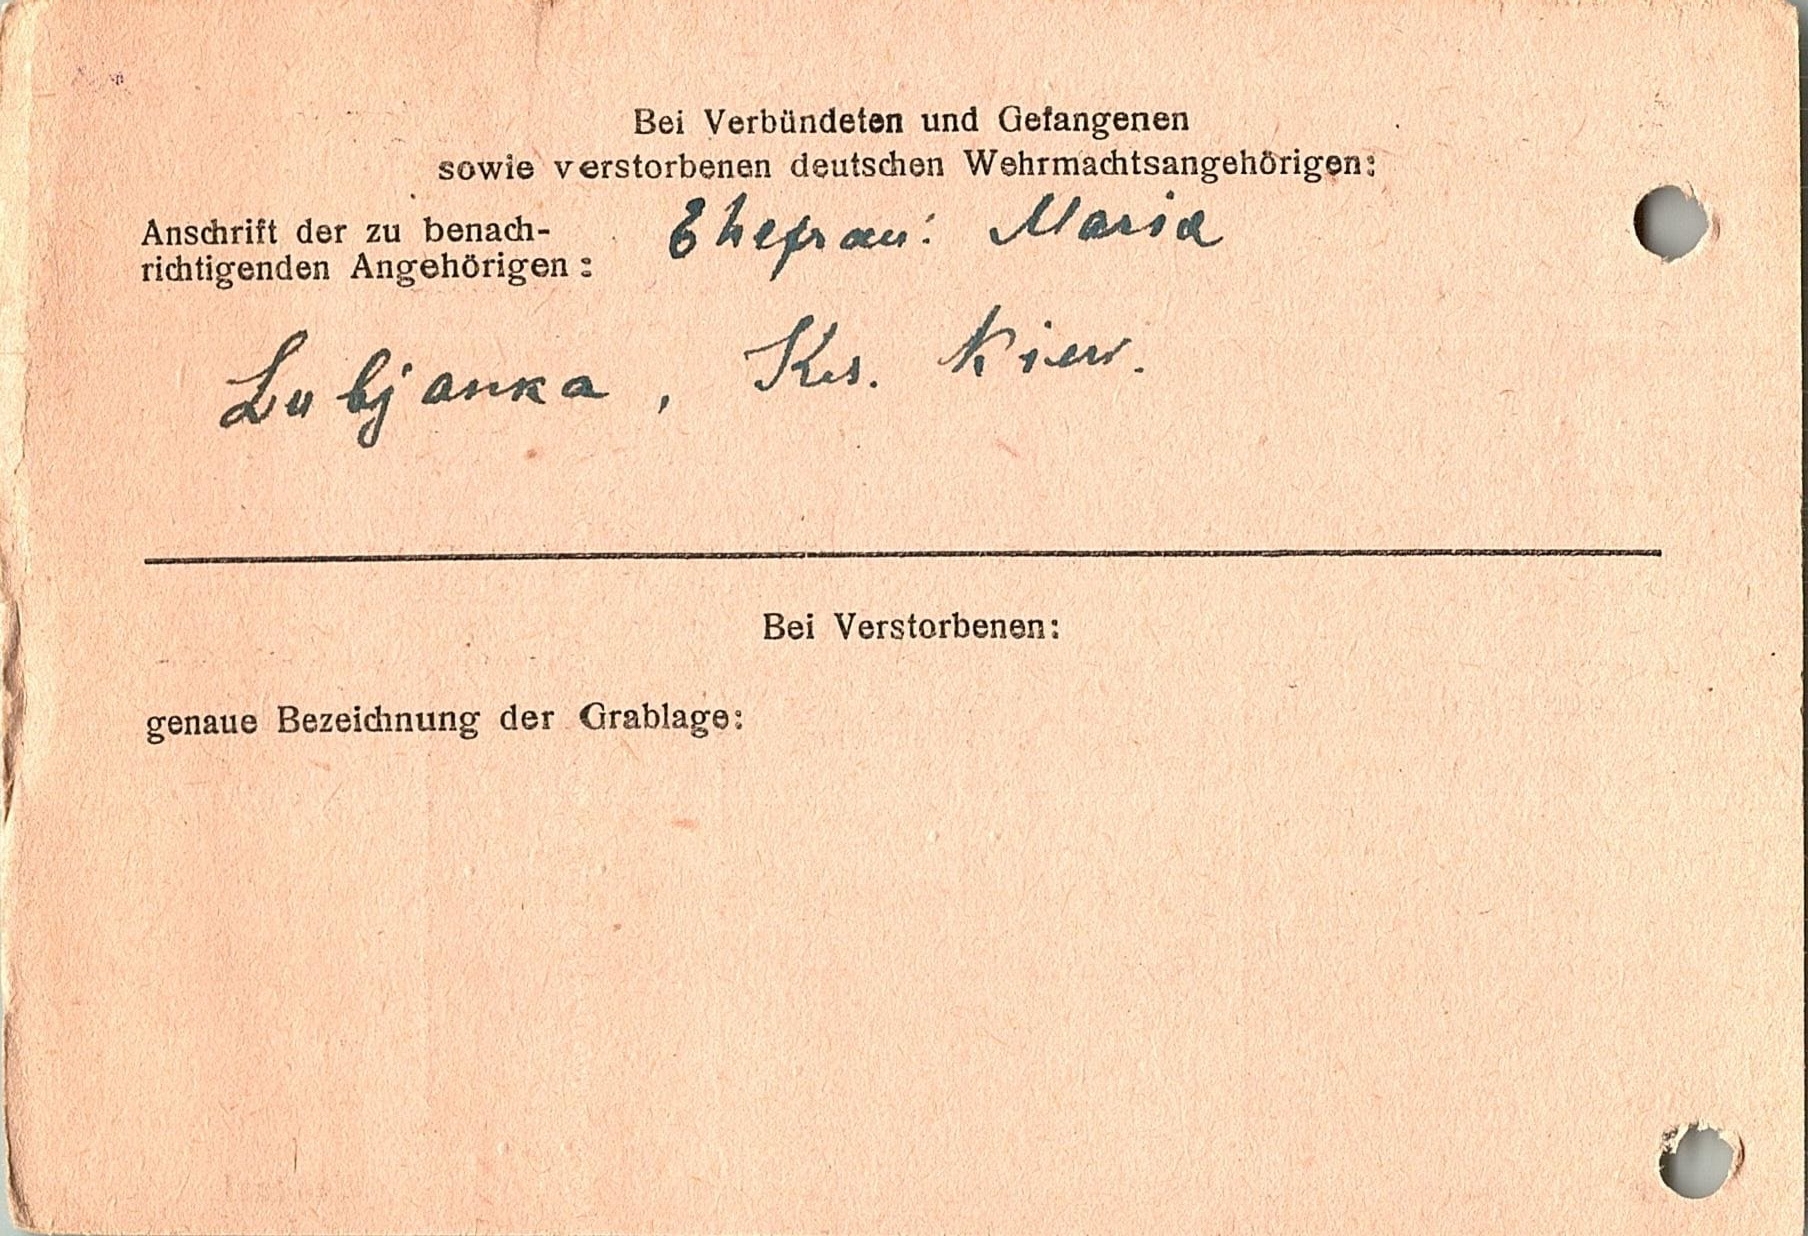 Bei Verbündeten und Gefangenen
sowie verstorbenen deutschen Wehrmachtsangehörigen:
Anschrift der zu benach-
richtigenden Angehörigen: Ehefrau: Maria
Lubjanka, Krs. Kiew.
Bei Verstorbenen:
genaue Bezeichnung der Grablage: